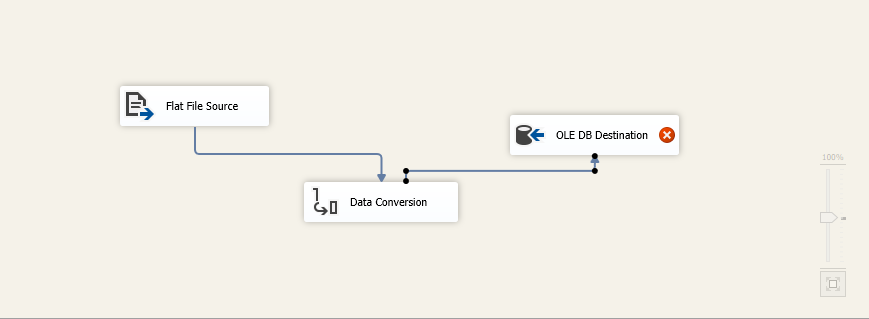 Flat File Source
OLE DB Destination
100%
Data Conversion